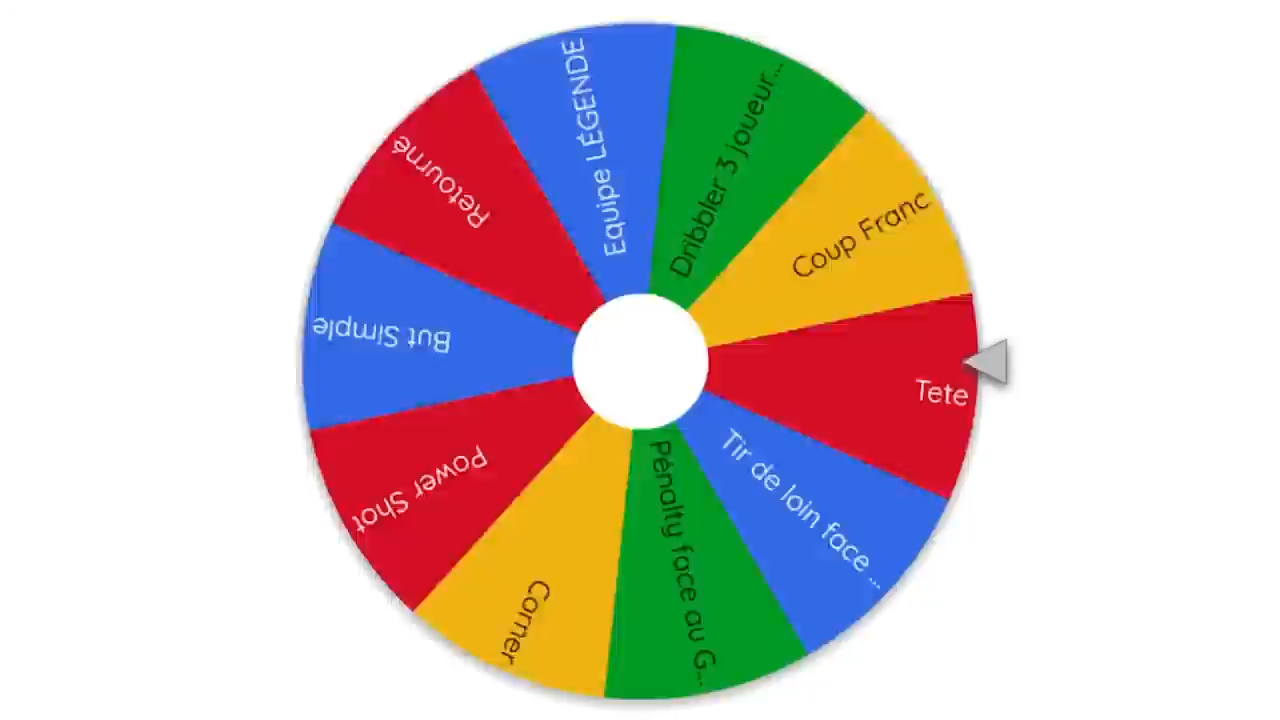 Equipe LÉGENDE
Dribbler 3 joueur...
Coup Franc
Tete
Tir de loin face ...
Pénalty face au G...
Corner
Power Shot
But Simple
Retourné